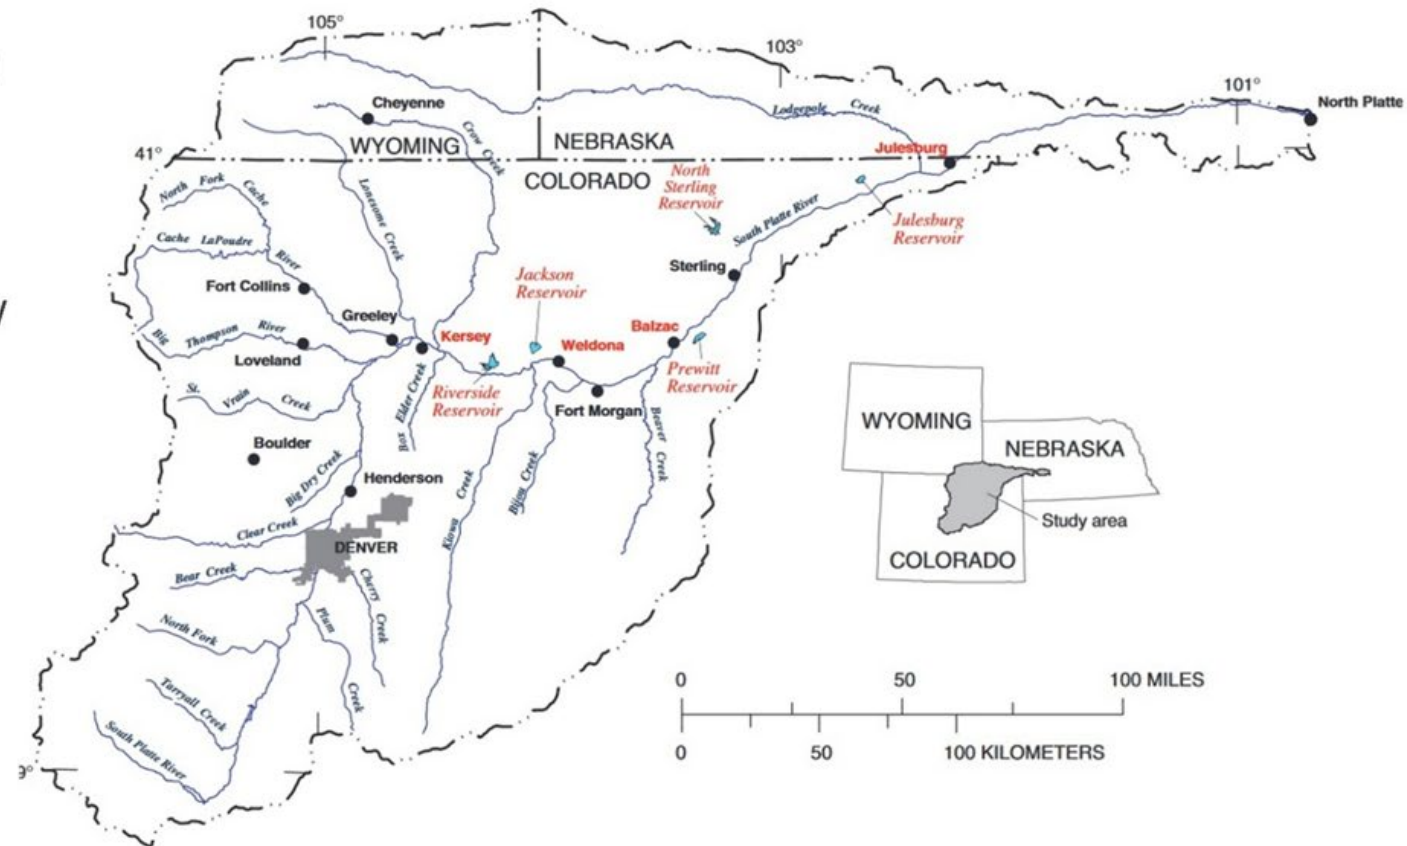 105°
103°
101°
North Platte
Cheyenne
Lodgepole Creek
Crow Creek
WYOMING
NEBRASKA
Julesburg
41°
COLORADO
North
Sterling
Reservoir
North Fork
Cache
Lonesome Creek
South Platte River
Julesburg
Reservoir
Cache LaPoudre
River
Sterling
Fort Collins
Jackson
Reservoir
Greeley
Kersey
Balzac
Big Thompson River
Weldona
Loveland
Prewitt
Reservoir
Riverside
Reservoir
St. Vrain Creek
Box Elder Creek
Fort Morgan
Beaver Creek
WYOMING
NEBRASKA
Boulder
Henderson
Big Dry Creek
Kiowa Creek
Bijou Creek
Clear Creek
Study area
DENVER
COLORADO
Bear Creek
Cherry Creek
North Fork
Plum Creek
Tarryall Creek
0 50 100 MILES
South Platte River
0 50 100 KILOMETERS
9°